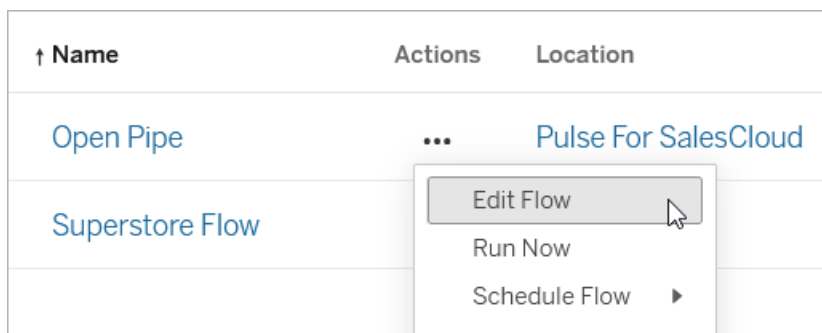 ↑ Name Actions Location
Open Pipe ••• Pulse For SalesCloud
Edit Flow
Superstore Flow
Run Now
Schedule Flow